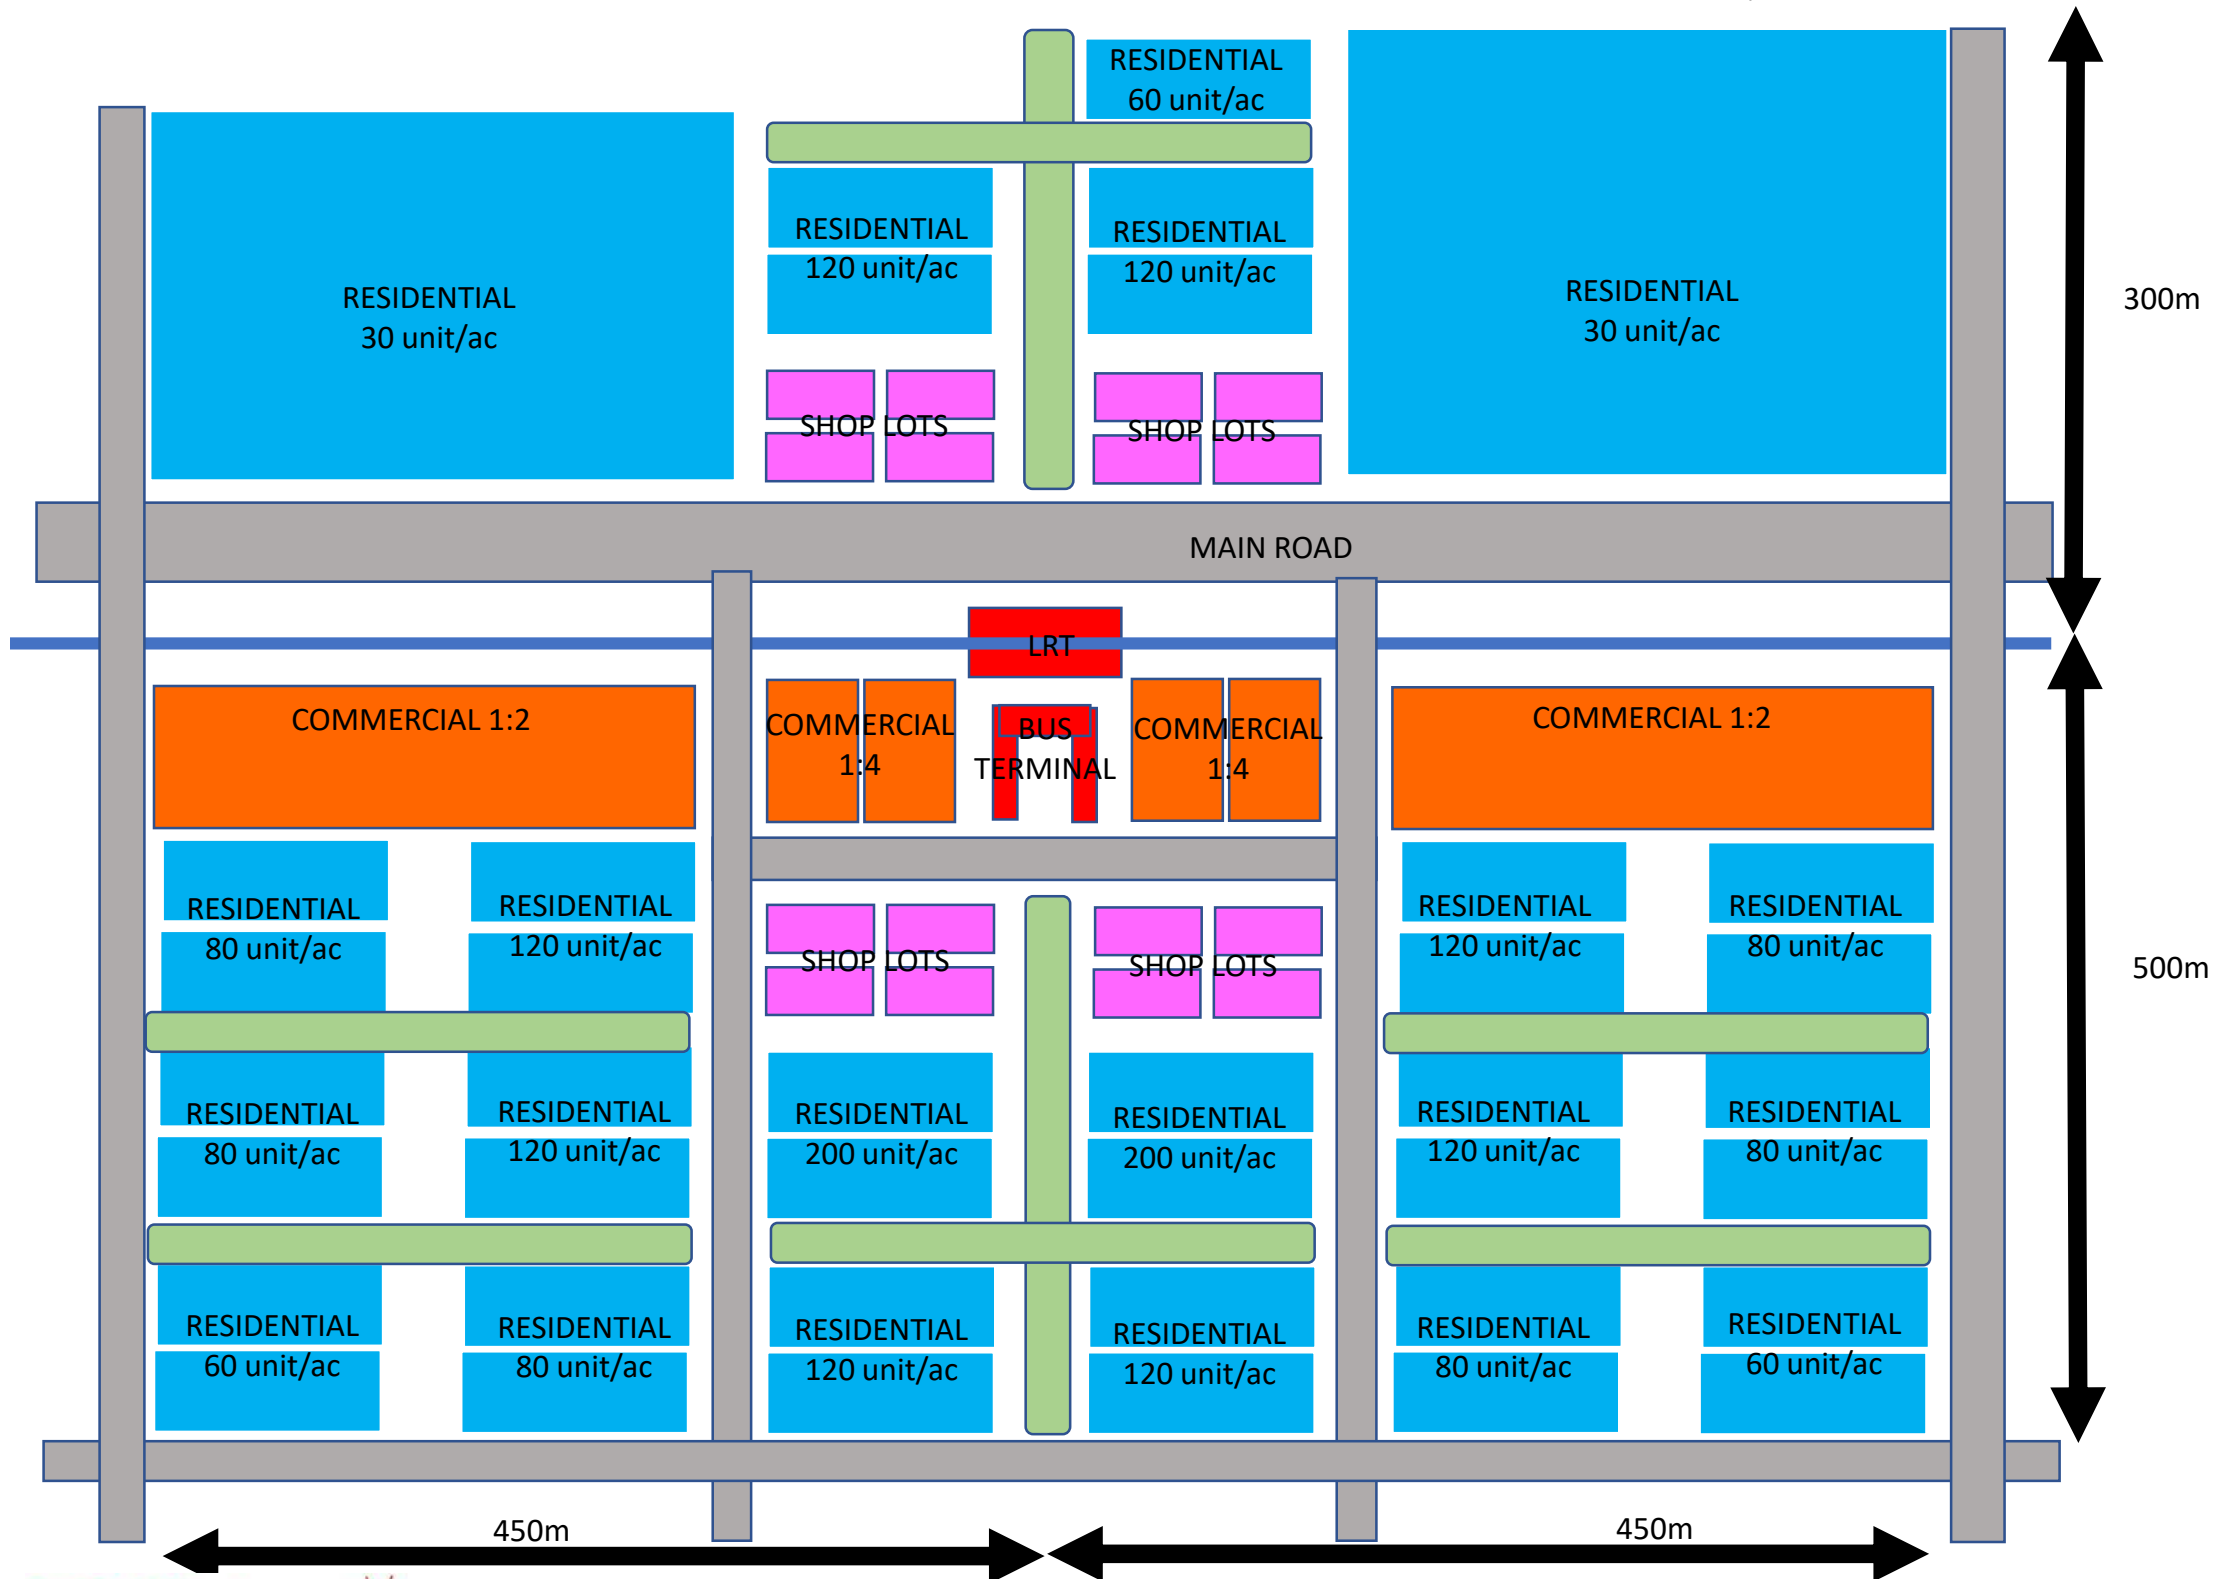 RESIDENTIAL
60 unit/ac
RESIDENTIAL
120 unit/ac
RESIDENTIAL
120 unit/ac
RESIDENTIAL
30 unit/ac
RESIDENTIAL
30 unit/ac
300m
SHOP LOTS
SHOP LOTS
MAIN ROAD
LRT
COMMERCIAL 1:2
COMMERCIAL
1:4
BUS
TERMINAL
COMMERCIAL
1:4
COMMERCIAL 1:2
RESIDENTIAL
80 unit/ac
RESIDENTIAL
120 unit/ac
SHOP LOTS
SHOP LOTS
RESIDENTIAL
120 unit/ac
RESIDENTIAL
80 unit/ac
500m
RESIDENTIAL
80 unit/ac
RESIDENTIAL
120 unit/ac
RESIDENTIAL
200 unit/ac
RESIDENTIAL
200 unit/ac
RESIDENTIAL
120 unit/ac
RESIDENTIAL
80 unit/ac
RESIDENTIAL
60 unit/ac
RESIDENTIAL
80 unit/ac
RESIDENTIAL
120 unit/ac
RESIDENTIAL
120 unit/ac
RESIDENTIAL
80 unit/ac
RESIDENTIAL
60 unit/ac
450m
450m